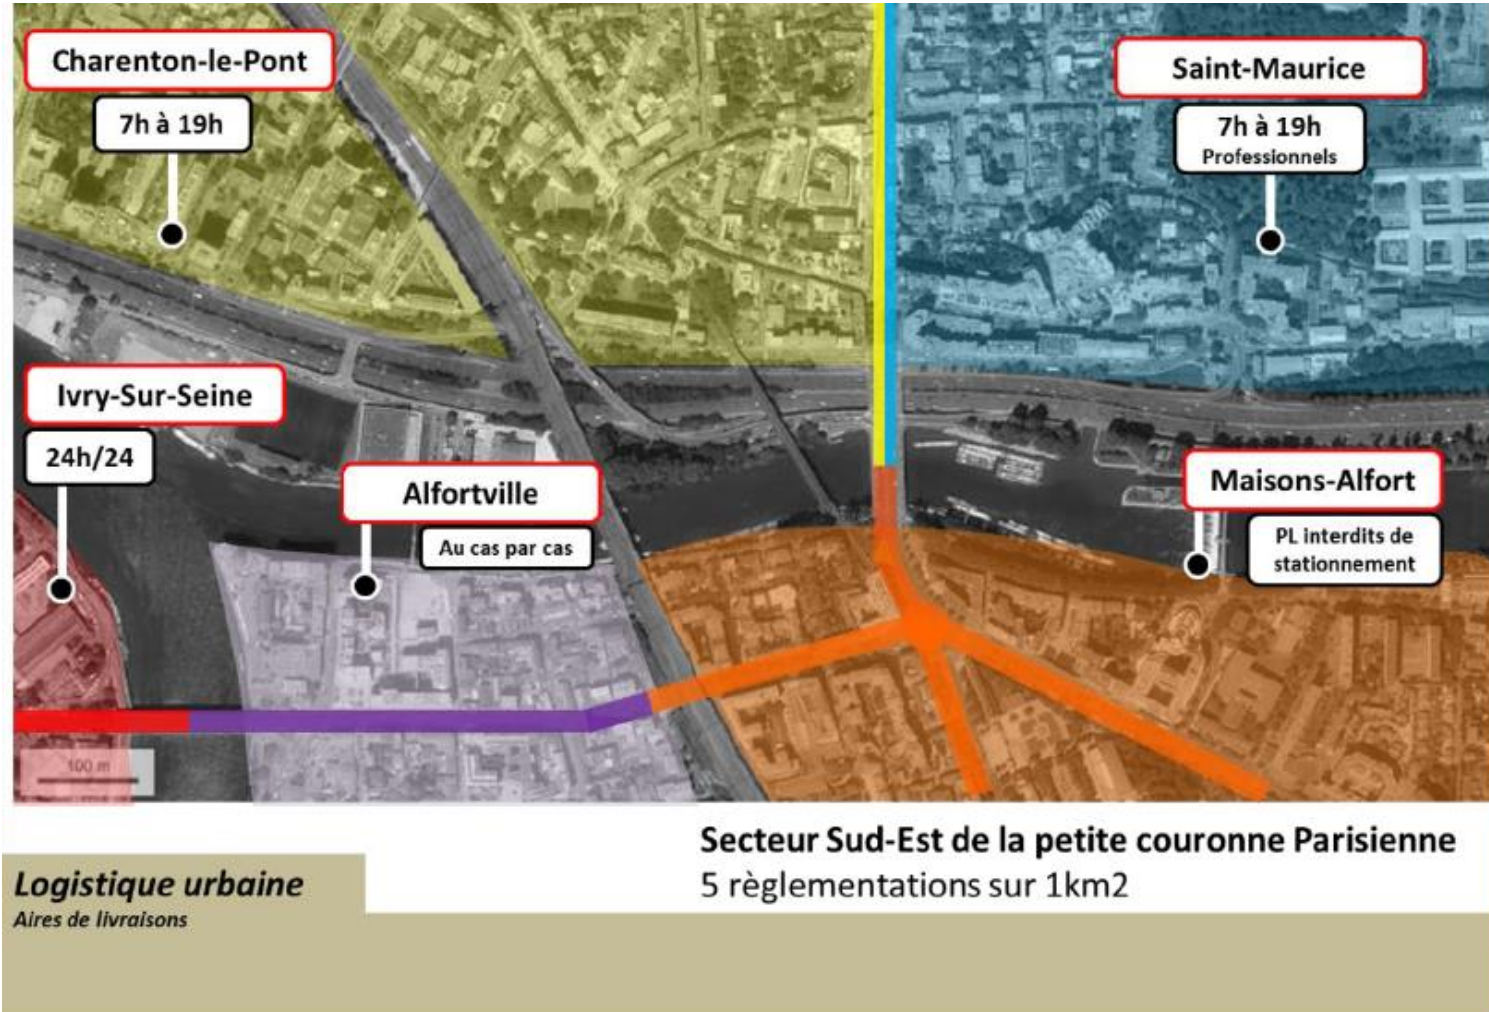 Charenton-le-Pont
7h à 19h
Saint-Maurice
7h à 19h
Professionnels
Ivry-Sur-Seine
24h/24
Alfortville
Au cas par cas
Maisons-Alfort
PL interdits de
stationnement
100 m
Secteur Sud-Est de la petite couronne Parisienne
5 règlementations sur 1km2
Logistique urbaine
Aires de livraisons